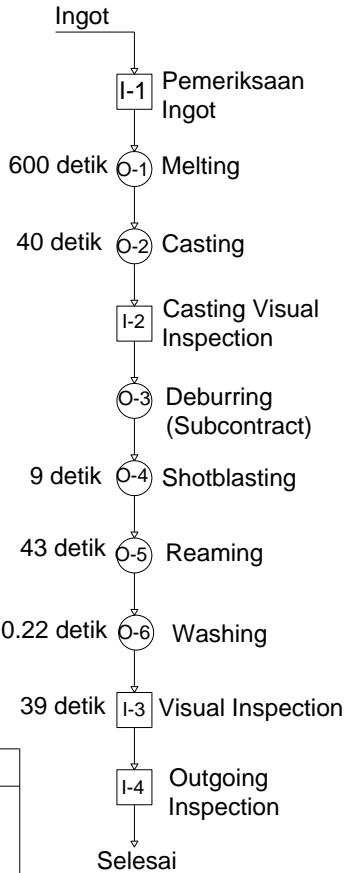 Ingot
I-1 Pemeriksaan
Ingot
600 detik O-1 Melting
40 detik O-2 Casting
I-2 Casting Visual
Inspection
O-3 Deburring
(Subcontract)
9 detik O-4 Shotblasting
43 detik O-5 Reaming
0.22 detik O-6 Washing
39 detik I-3 Visual Inspection
I-4 Outgoing
Inspection
Selesai